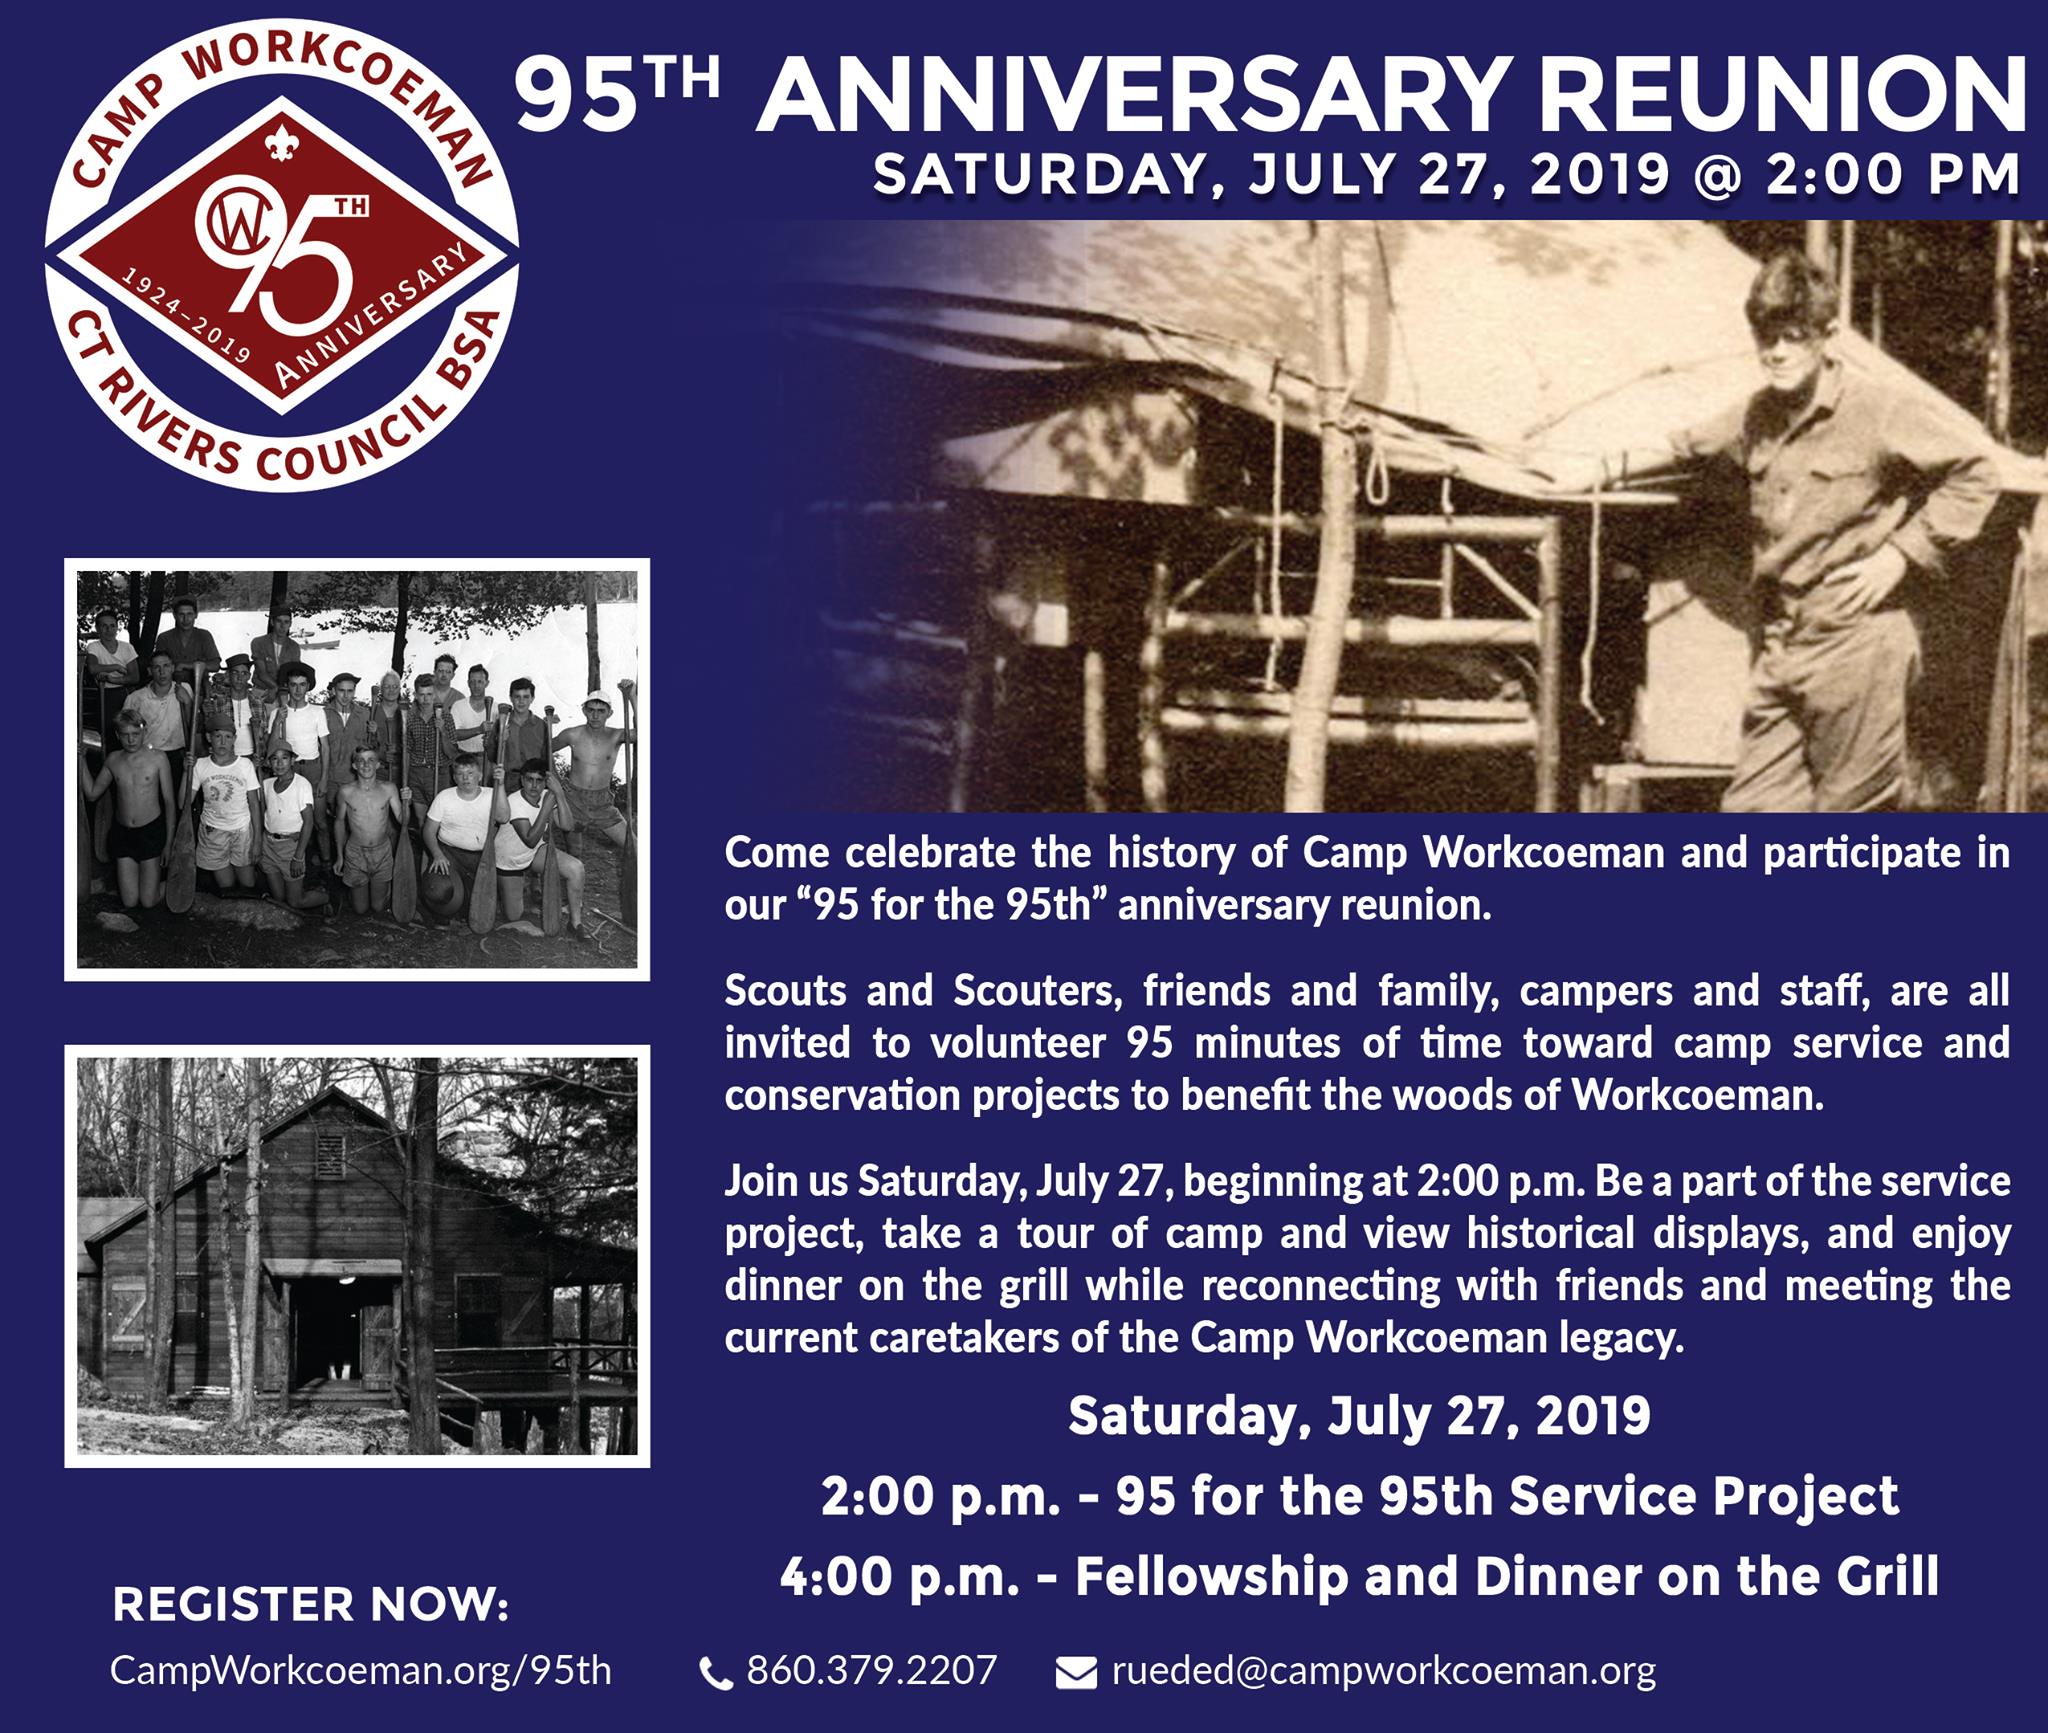 CAMP WORKCOEMAN
CW
95TH
1924-2019
ANNIVERSARY
CT RIVERS COUNCIL BSA
95TH ANNIVERSARY REUNION
SATURDAY, JULY 27, 2019 @ 2:00 PM
Come celebrate the history of Camp Workcoeman and participate in
our “95 for the 95th” anniversary reunion.
Scouts and Scouters, friends and family, campers and staff, are all
invited to volunteer 95 minutes of time toward camp service and
conservation projects to benefit the woods of Workcoeman.
Join us Saturday, July 27, beginning at 2:00 p.m. Be a part of the service
project, take a tour of camp and view historical displays, and enjoy
dinner on the grill while reconnecting with friends and meeting the
current caretakers of the Camp Workcoeman legacy.
Saturday, July 27, 2019
2:00 p.m. - 95 for the 95th Service Project
4:00 p.m. - Fellowship and Dinner on the Grill
REGISTER NOW:
CampWorkcoeman.org/95th
860.379.2207
rueded@campworkcoeman.org